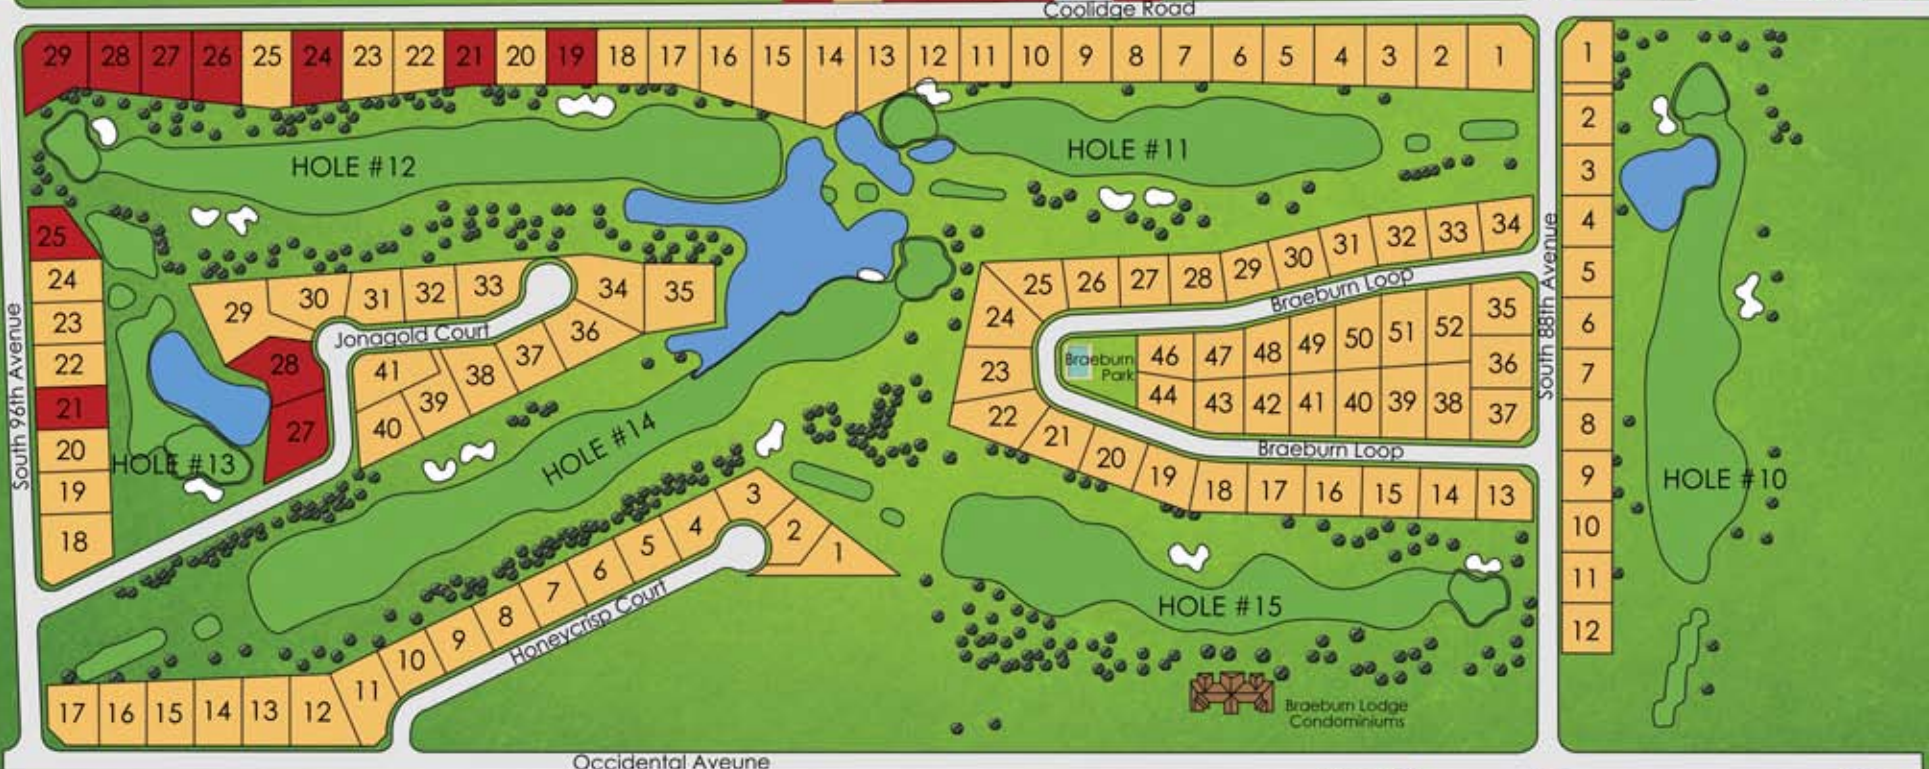 Coolidge Road
29 28 27 26 25 24 23 22 21 20 19 18 17 16 15 14 13 12 11 10 9 8 7 6 5 4 3 2 1
HOLE #12
HOLE #11
25
24
23
22
21
20
19
18
South 96th Avenue
29 30 31 32 33 34 35
Jonagold Court
28
27
41
40 39 38 37 36
HOLE #13
HOLE #14
25 26 27 28 29 30 31 32 33 34
Braeburn Loop
24
23
22
21 20 19 18 17 16 15 14 13
Braeburn
Park
46 47 48 49 50 51 52 35
36
44 43 42 41 40 39 38 37
Braeburn Loop
South 88th Avenue
1
2
3
4
5
6
7
8
9
10
11
12
HOLE #10
3
2
1
4
5
6
7
8
9
10
11
Honeycrisp Court
17 16 15 14 13 12
HOLE #15
Braeburn Lodge
Condominiums
Occidental Aveune